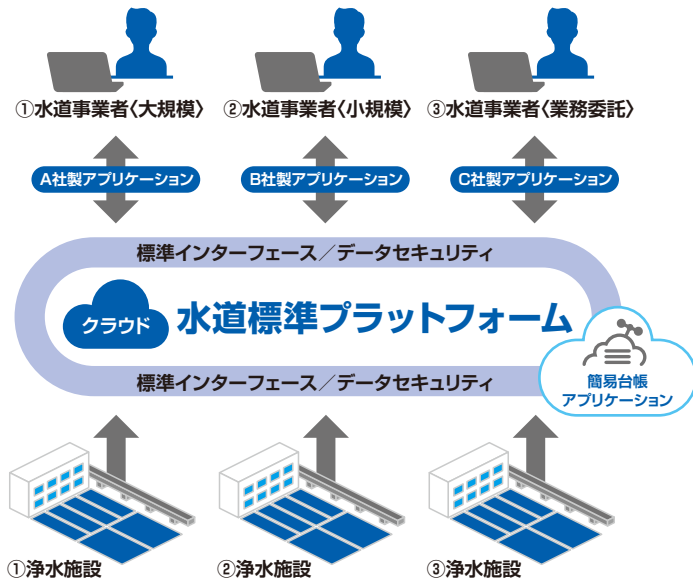 ①水道事業者〈大規模〉
②水道事業者〈小規模〉
③水道事業者〈業務委託〉
A社製アプリケーション
B社製アプリケーション
C社製アプリケーション
標準インターフェース／データセキュリティ
クラウド
水道標準プラットフォーム
標準インターフェース／データセキュリティ
簡易台帳
アプリケーション
①浄水施設
②浄水施設
③浄水施設